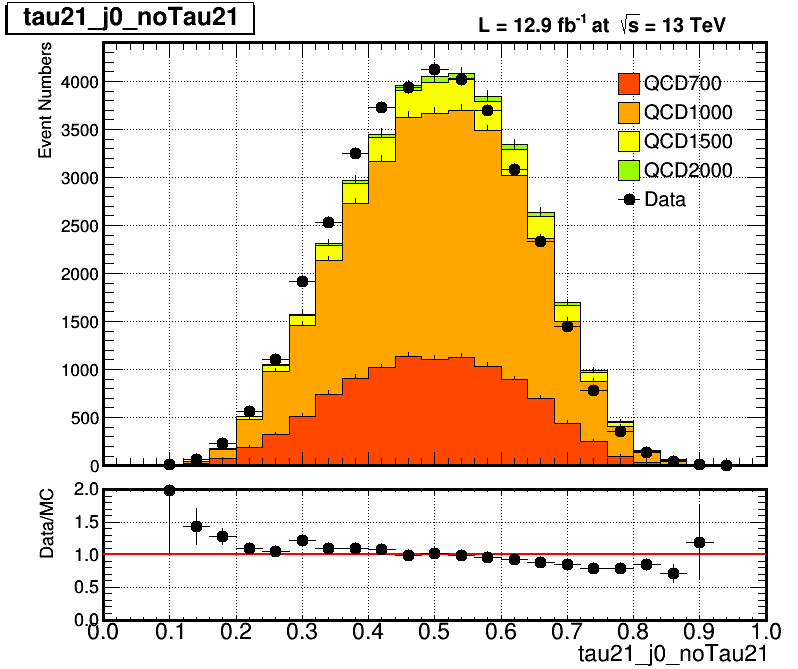 tau21_j0_noTau21
L = 12.9 fb⁻¹ at √s = 13 TeV
Event Numbers
4000
3500
3000
2500
2000
1500
1000
500
0
QCD700
QCD1000
QCD1500
QCD2000
Data
Data/MC
2.0
1.5
1.0
0.5
0.0
0.0 0.1 0.2 0.3 0.4 0.5 0.6 0.7 0.8 0.9 1.0
tau21_j0_noTau21